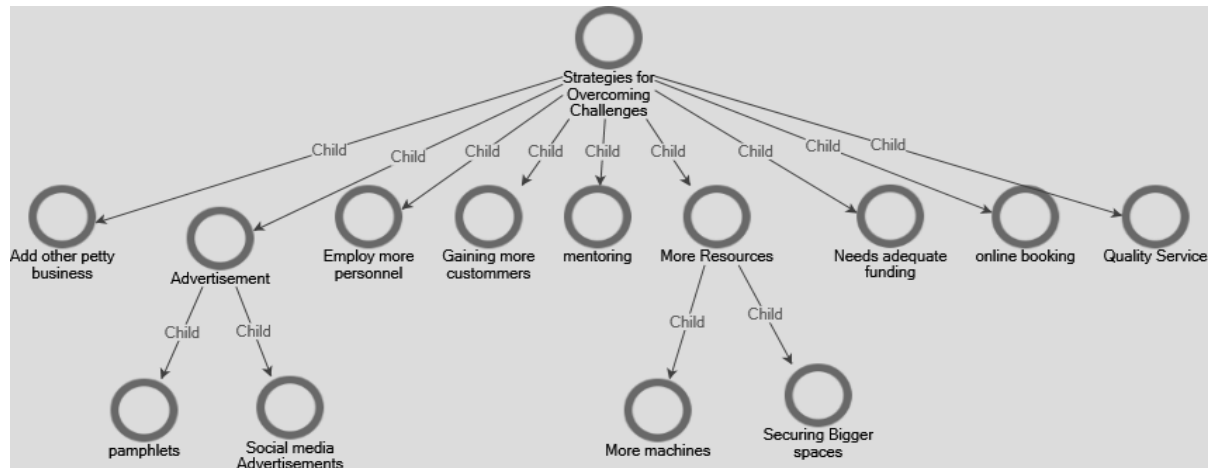 Strategies for
Overcoming
Challenges
Child
Child
Child
Child
Child
Child
Child
Child
Child
Add other petty
business
Advertisement
Employ more
personnel
Gaining more
custommers
mentoring
More Resources
Needs adequate
funding
online booking
Quality Service
Child
Child
Child
Child
pamphlets
Social media
Advertisements
More machines
Securing Bigger
spaces